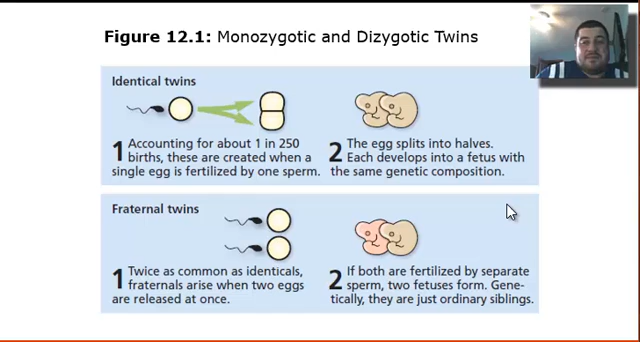 Figure 12.1: Monozygotic and Dizygotic Twins
Identical twins
1 Accounting for about 1 in 250
births, these are created when a
single egg is fertilized by one sperm.
2 The egg splits into halves.
Each develops into a fetus with
the same genetic composition.
Fraternal twins
1 Twice as common as identicals,
fraternals arise when two eggs
are released at once.
2 If both are fertilized by separate
sperm, two fetuses form. Gene-
tically, they are just ordinary siblings.